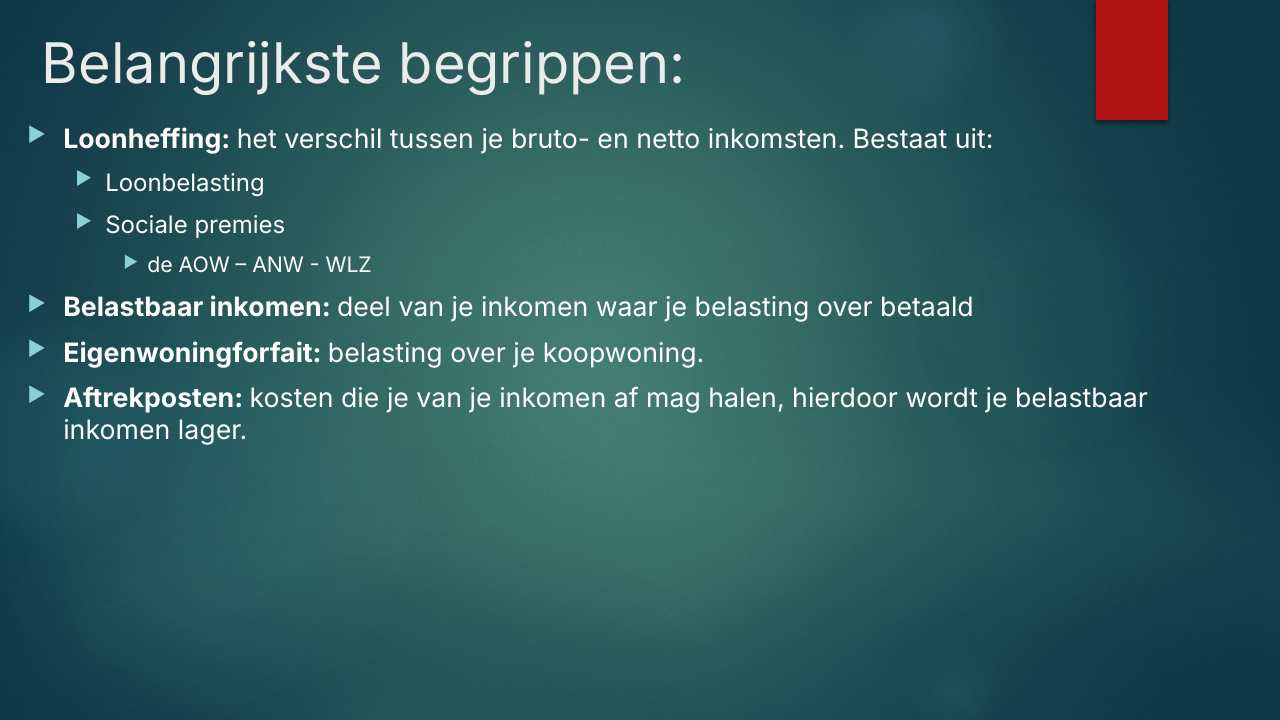 Belangrijkste begrippen:
Loonheffing: het verschil tussen je bruto- en netto inkomsten. Bestaat uit:
Loonbelasting
Sociale premies
de AOW – ANW - WLZ
Belastbaar inkomen: deel van je inkomen waar je belasting over betaald
Eigenwoningforfait: belasting over je koopwoning.
Aftrekposten: kosten die je van je inkomen af mag halen, hierdoor wordt je belastbaar
inkomen lager.